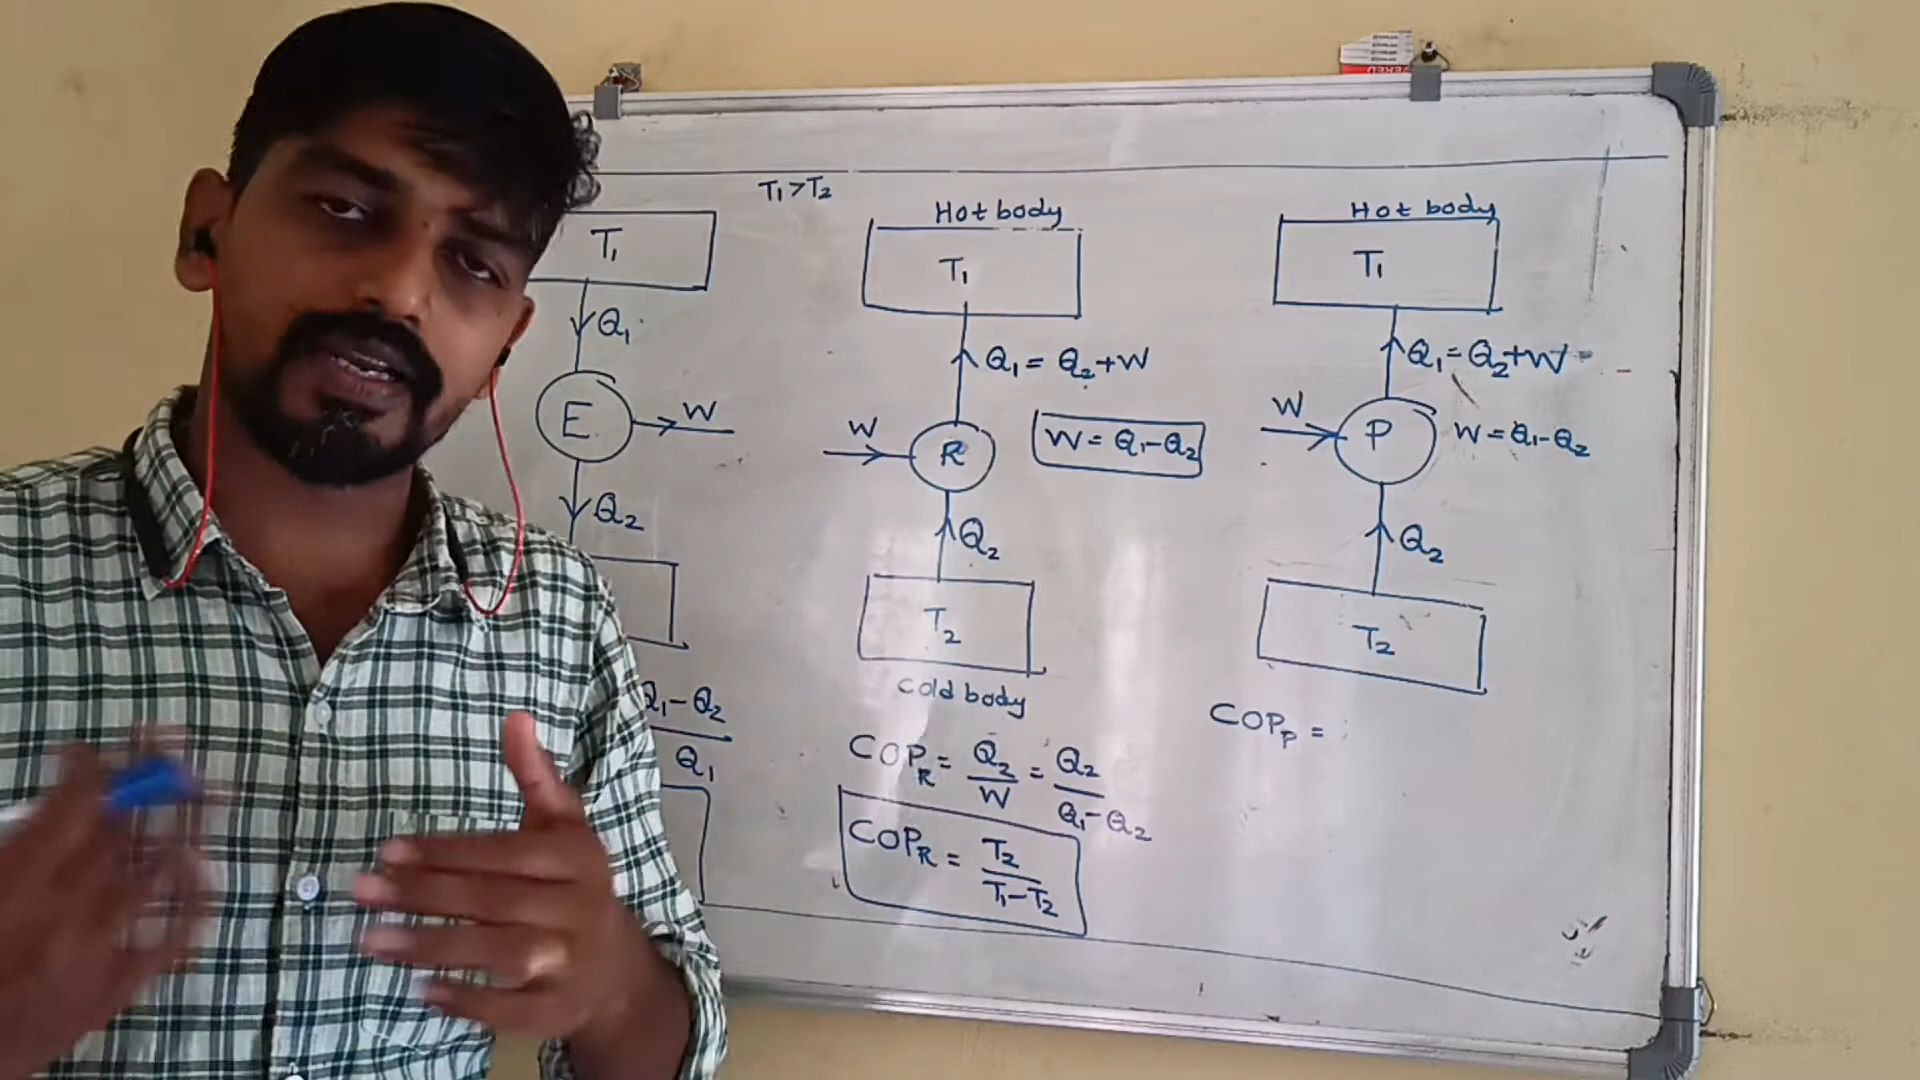 T₁ > T₂
T₁
Q₁
E
W
Q₂
Q₁-Q₂
Q₁
Hot body
T₁
Q₁ = Q₂+W
W
R
W = Q₁-Q₂
Q₂
T₂
Cold body
COP_R = Q₂/W = Q₂/Q₁-Q₂
COP_R = T₂/T₁-T₂
Hot body
T₁
Q₁ = Q₂+W
W
P
W = Q₁-Q₂
Q₂
T₂
COP_P =